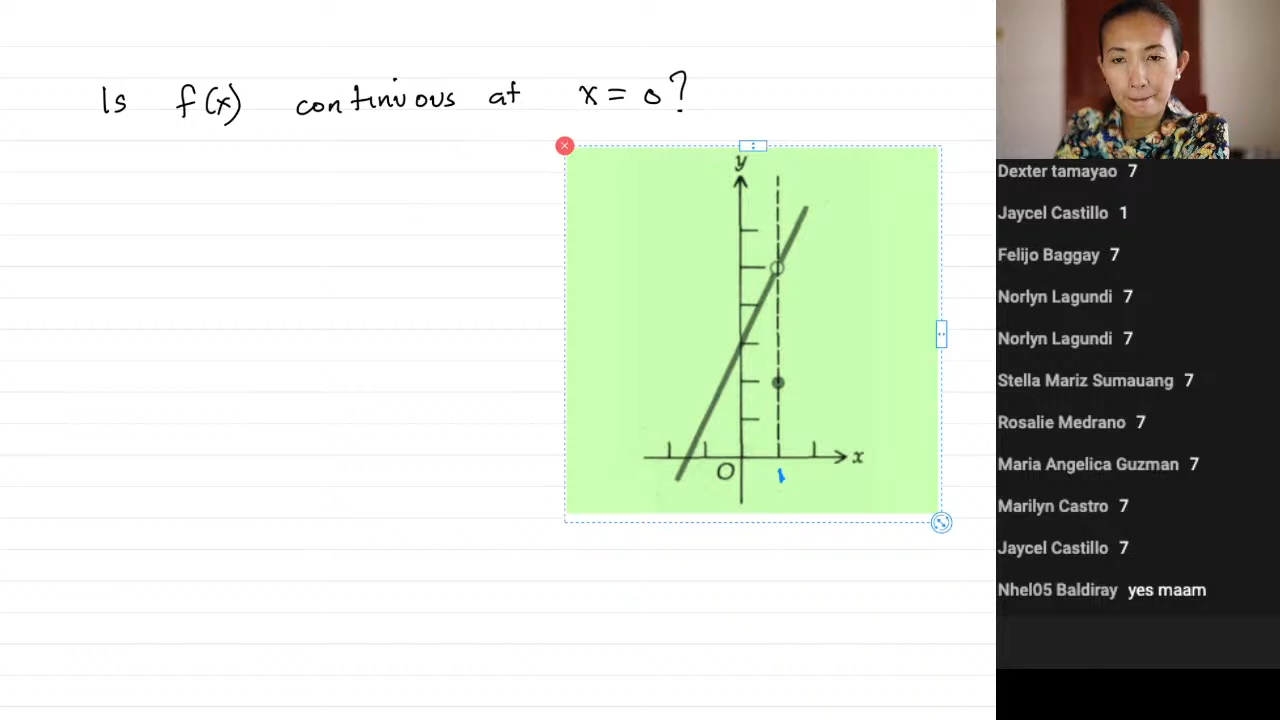 Is f(x) continuous at x = 0?
y
x
O
1
Dexter tamayao 7
Jaycel Castillo 1
Felijo Baggay 7
Norlyn Lagundi 7
Norlyn Lagundi 7
Stella Mariz Sumauang 7
Rosalie Medrano 7
Maria Angelica Guzman 7
Marilyn Castro 7
Jaycel Castillo 7
Nhel05 Baldiray yes maam